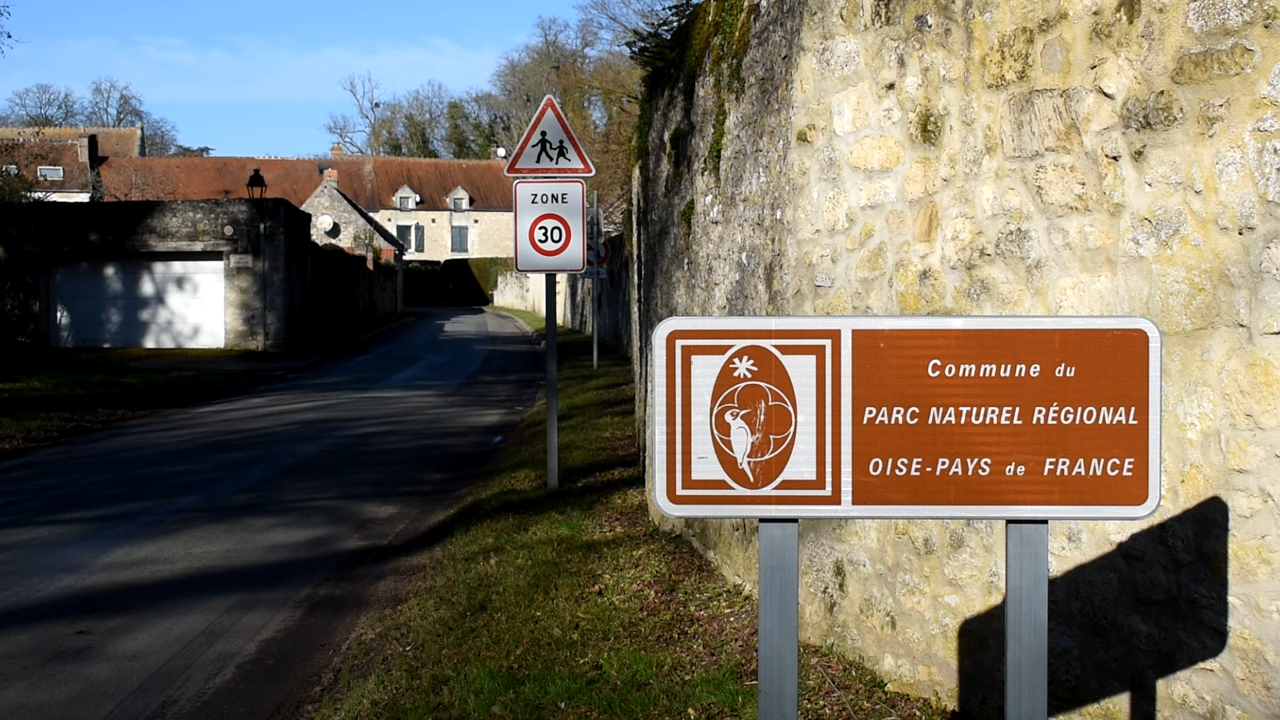 ZONE
30
Commune du
PARC NATUREL RÉGIONAL
OISE-PAYS de FRANCE